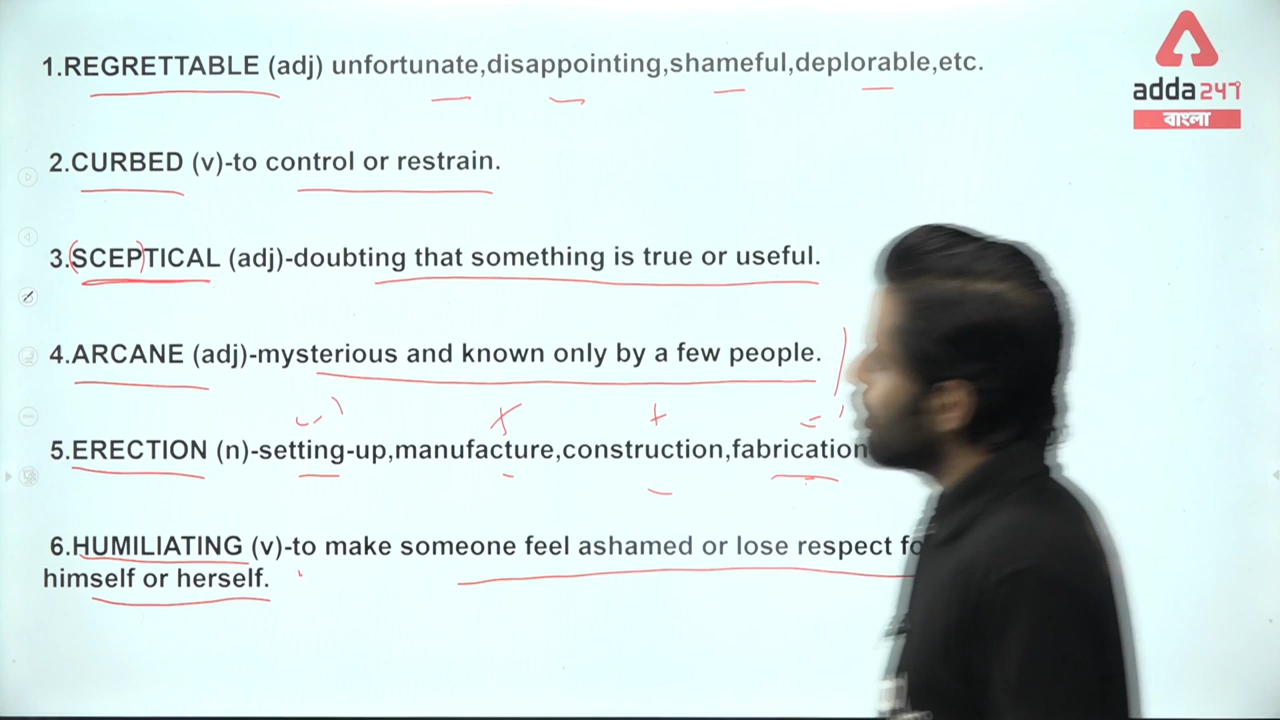 1.REGRETTABLE (adj) unfortunate,disappointing,shameful,deplorable,etc.
adda247
বাংলা
2.CURBED (v)-to control or restrain.
3.SCEPTICAL (adj)-doubting that something is true or useful.
4.ARCANE (adj)-mysterious and known only by a few people.
5.ERECTION (n)-setting-up,manufacture,construction,fabrication
6.HUMILIATING (v)-to make someone feel ashamed or lose respect
himself or herself.